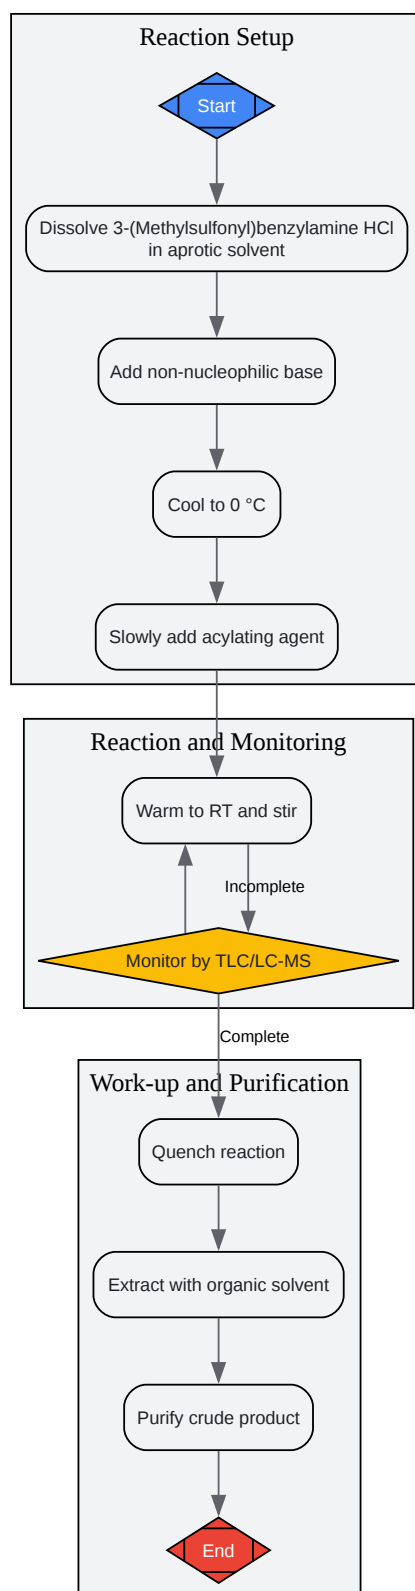 Reaction Setup
Start
Dissolve 3-(Methylsulfonyl)benzylamine HCl
in aprotic solvent
Add non-nucleophilic base
Cool to 0 °C
Slowly add acylating agent
Reaction and Monitoring
Warm to RT and stir
Incomplete
Monitor by TLC/LC-MS
Complete
Work-up and Purification
Quench reaction
Extract with organic solvent
Purify crude product
End